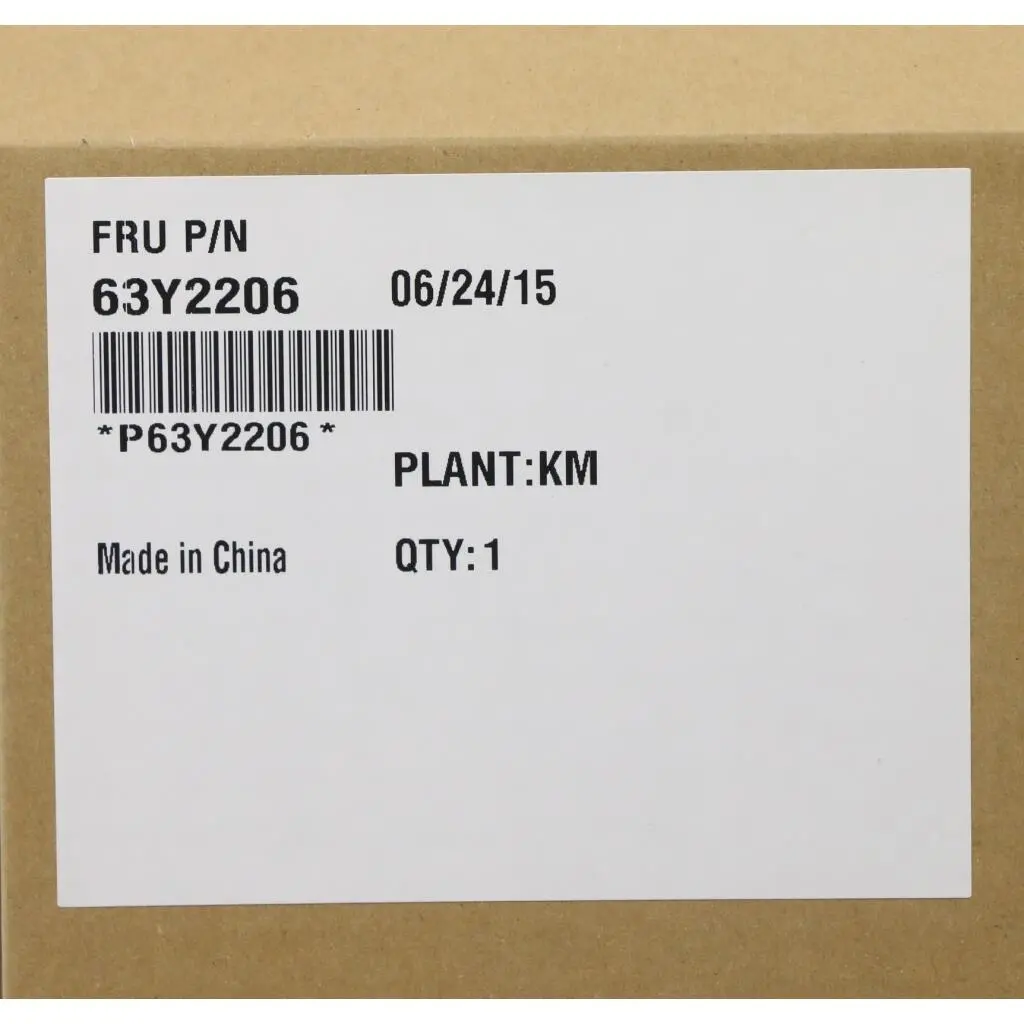 FRU P/N
63Y2206
06/24/15
*P63Y2206*
PLANT:KM
Made in China
QTY: 1